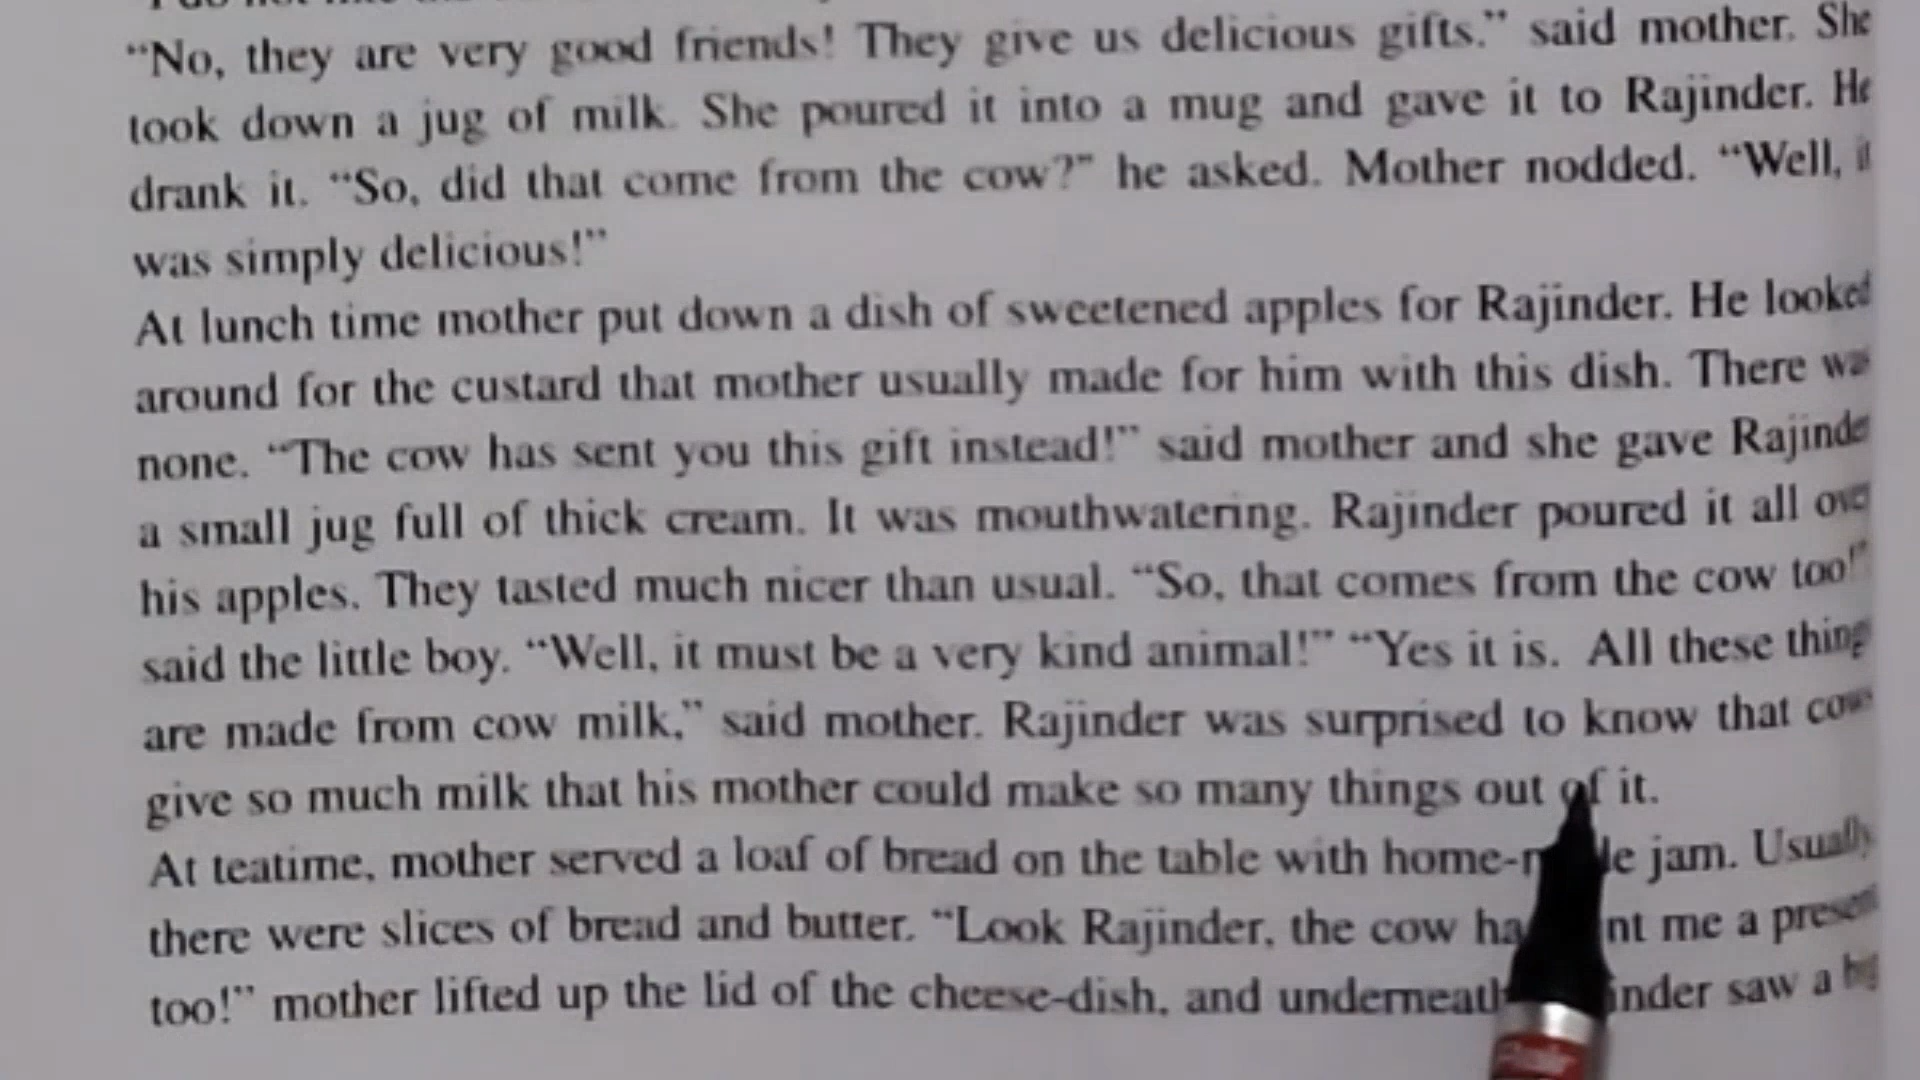 "No, they are very good friends! They give us delicious gifts." said mother. She
took down a jug of milk. She poured it into a mug and gave it to Rajinder. He
drank it. "So, did that come from the cow?" he asked. Mother nodded. "Well, it
was simply delicious!"
At lunch time mother put down a dish of sweetened apples for Rajinder. He looked
around for the custard that mother usually made for him with this dish. There was
none. "The cow has sent you this gift instead!" said mother and she gave Rajinde
a small jug full of thick cream. It was mouthwatering. Rajinder poured it all over
his apples. They tasted much nicer than usual. "So, that comes from the cow too!"
said the little boy. "Well, it must be a very kind animal!" "Yes it is. All these thing
are made from cow milk," said mother. Rajinder was surprised to know that cows
give so much milk that his mother could make so many things out of it.
At teatime, mother served a loaf of bread on the table with home-made jam. Usually
there were slices of bread and butter. "Look Rajinder, the cow ha nt me a present
too!" mother lifted up the lid of the cheese-dish, and underneath inder saw a big